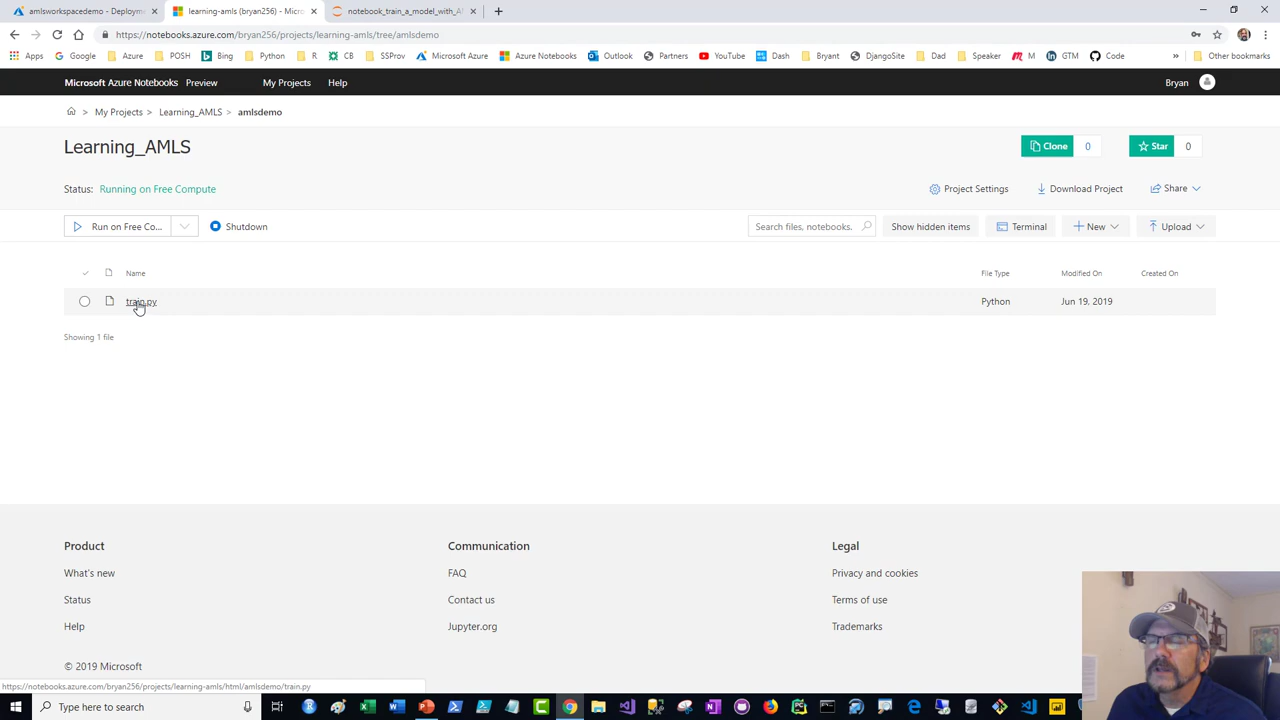 amlsworkspacedemo - Deploym
learning-amls (bryan256) - Micro
notebook_train_a_model_with_A
https://notebooks.azure.com/bryan256/projects/learning-amls/tree/amlsdemo
Apps Google Azure POSH Bing Python R CB SSProv Microsoft Azure Azure Notebooks Outlook Partners YouTube Dash Bryant DjangoSite Dad Speaker M GTM Code » Other bookmarks
Microsoft Azure Notebooks Preview My Projects Help Bryan
> My Projects > Learning_AMLS > amlsdemo
Learning_AMLS
Clone 0 Star 0
Status: Running on Free Compute
Project Settings Download Project Share
Run on Free Co... Shutdown
Search files, notebooks. Show hidden items Terminal New Upload
Name File Type Modified On Created On
train.py Python Jun 19, 2019
Showing 1 file
Product Communication Legal
What's new FAQ Privacy and cookies
Status Contact us Terms of use
Help Jupyter.org Trademarks
© 2019 Microsoft
https://notebooks.azure.com/bryan256/projects/learning-amls/html/amlsdemo/train.py
Type here to search